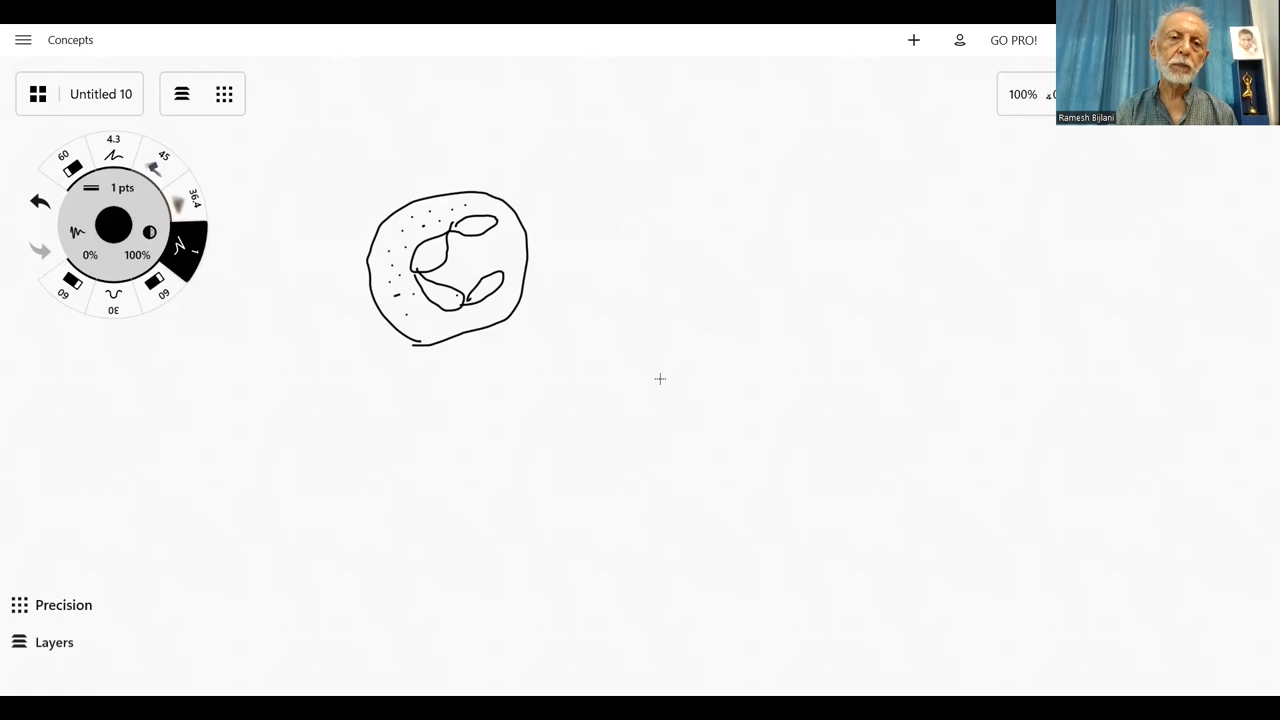 Concepts
GO PRO!
Untitled 10
100%
Ramesh Bijlani
4.3
60
45
36.4
1 pts
1
0%
100%
60
60
30
Precision
Layers